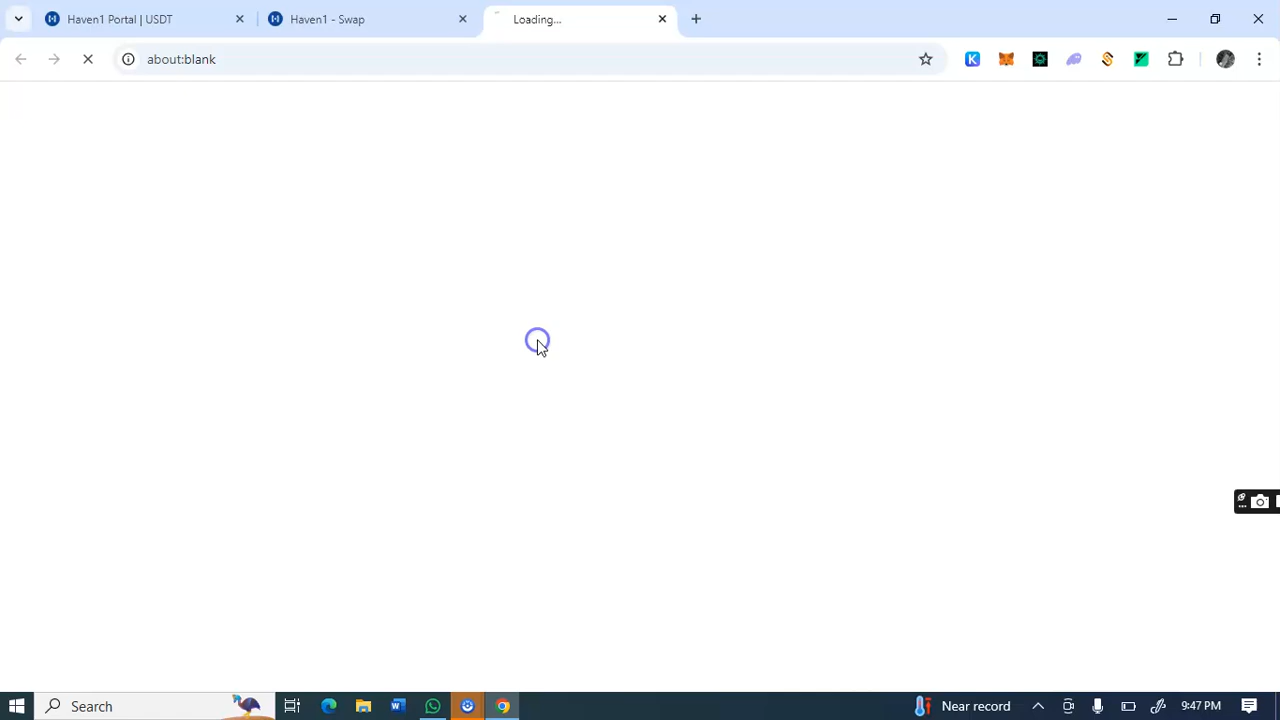 Haven1 Portal | USDT
Haven1 - Swap
Loading...
about:blank
Search
Near record
9:47 PM